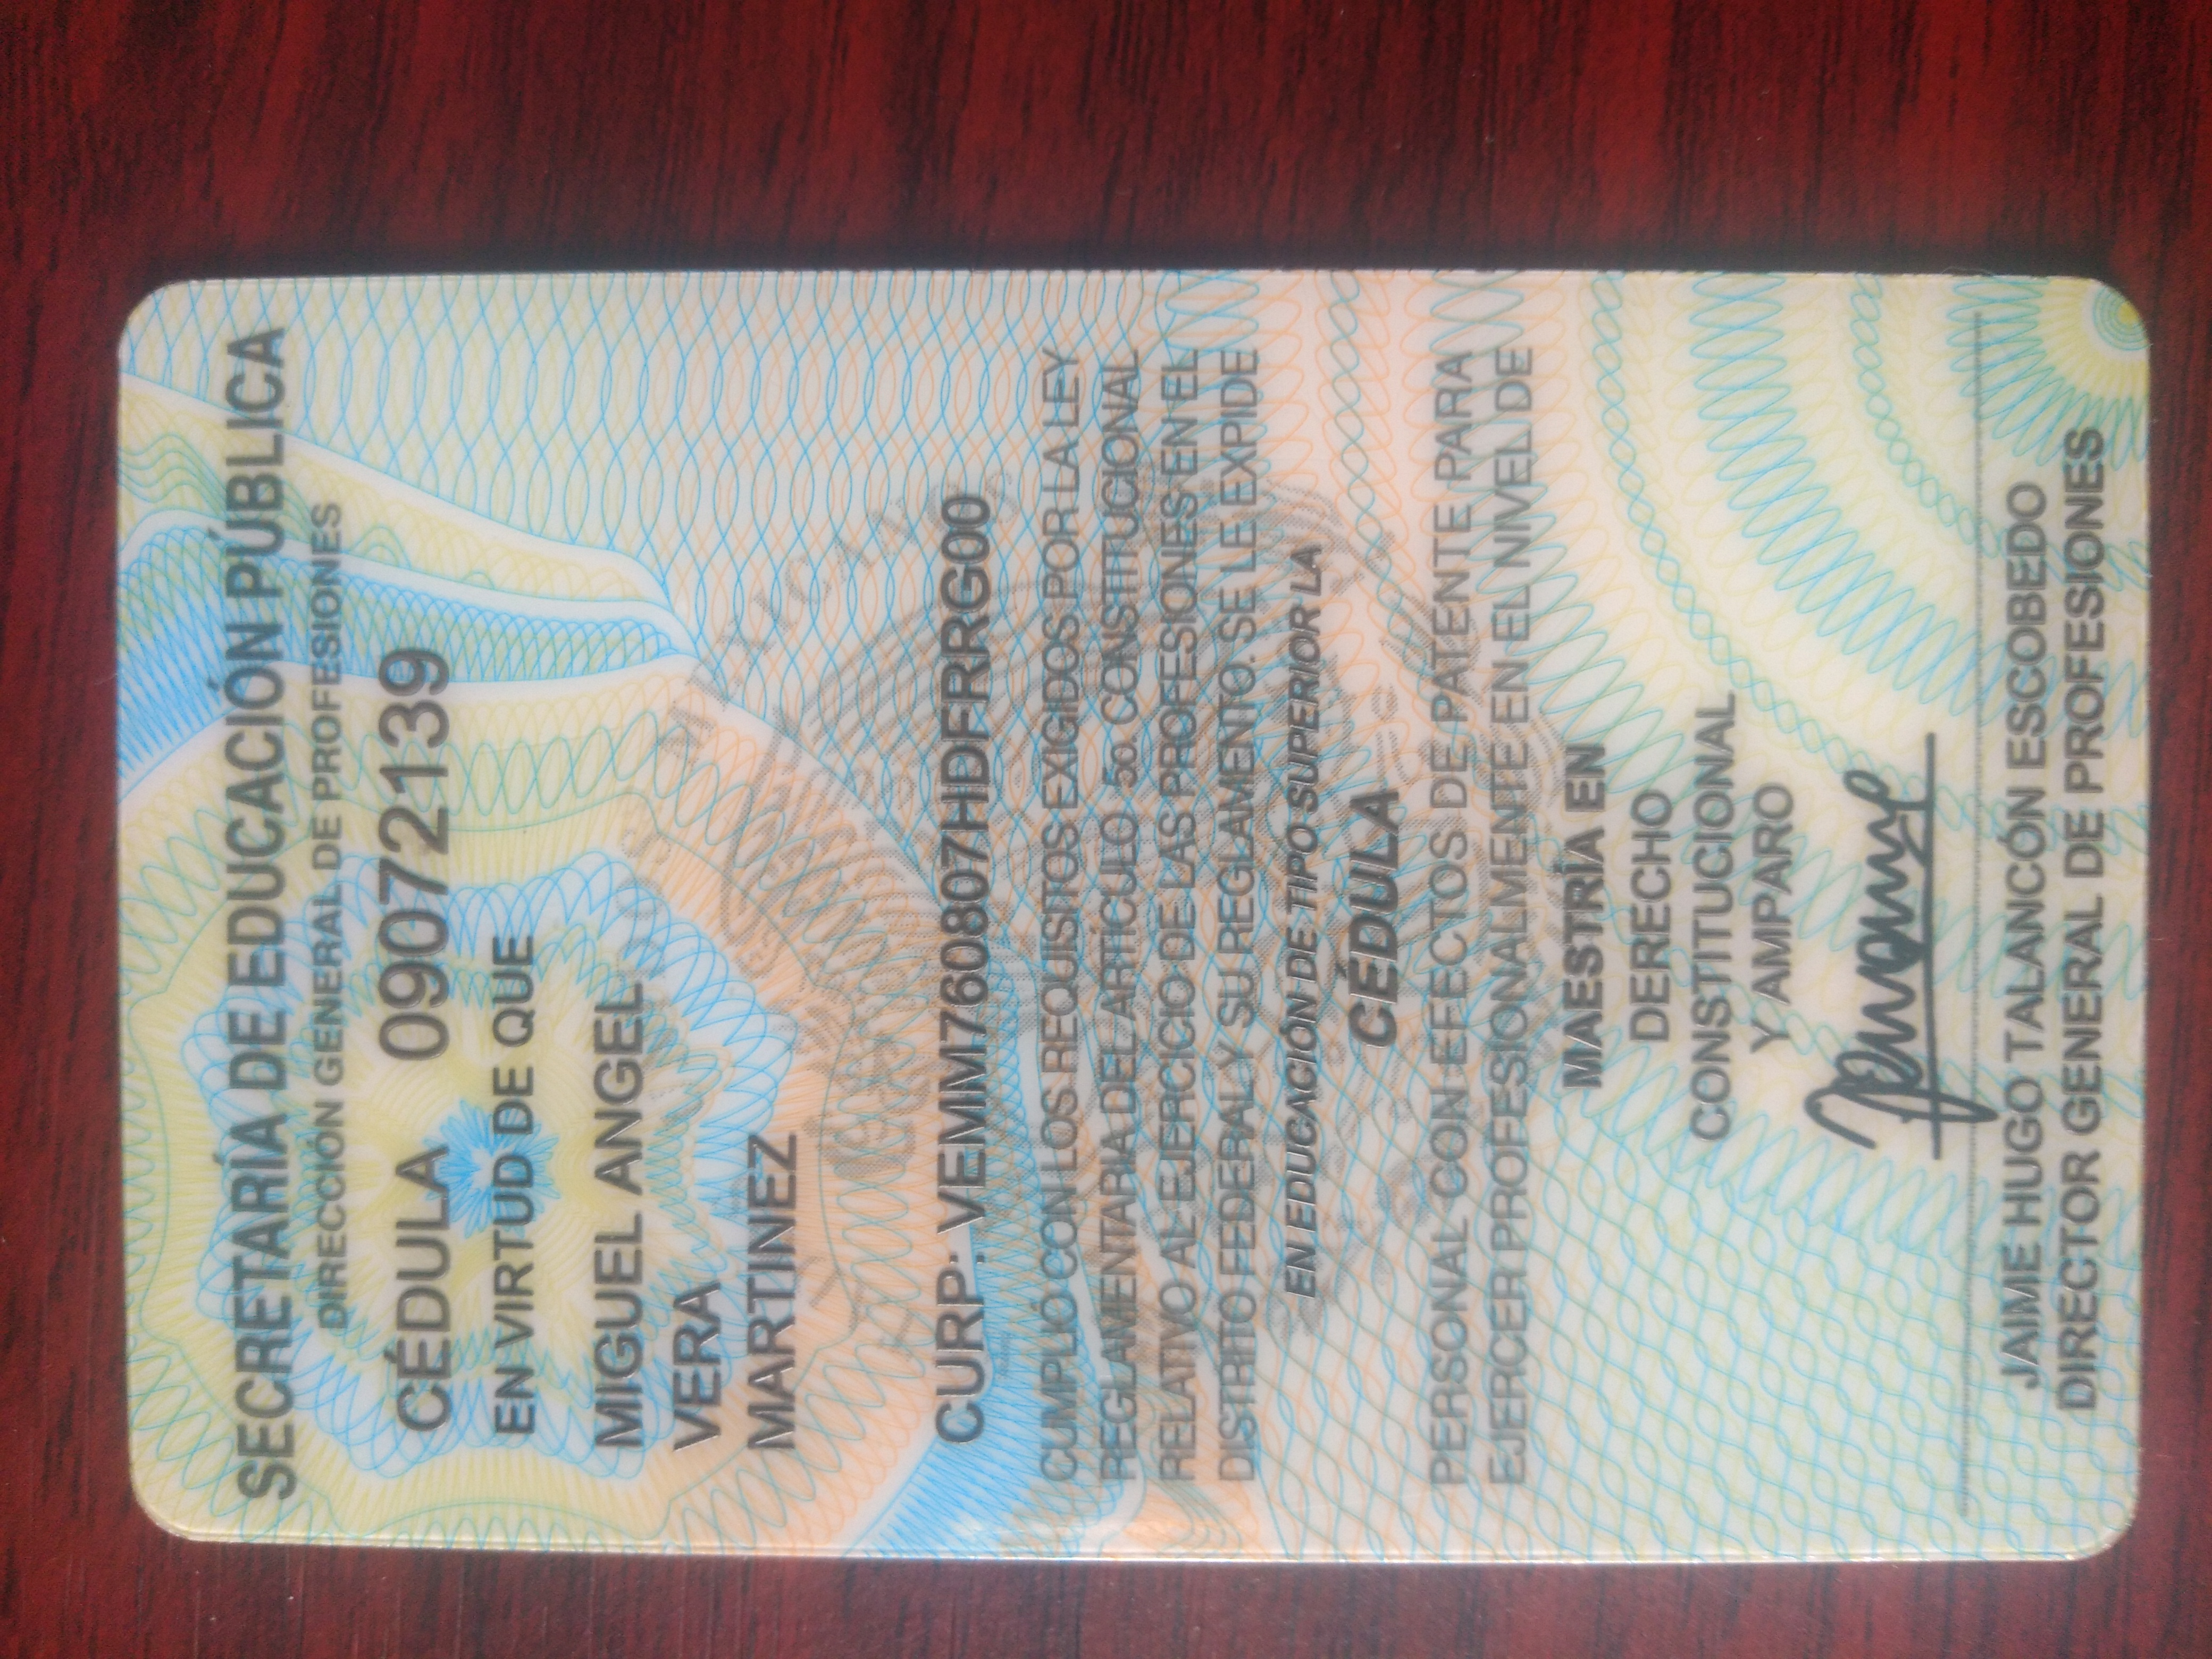 SECRETARÍA DE EDUCACIÓN PÚBLICA
DIRECCIÓN GENERAL DE PROFESIONES
CÉDULA 09072139
EN VIRTUD DE QUE
MIGUEL ANGEL
VERA
MARTINEZ
CURP: VEMM760807HDFRRG00
CUMPLIÓ CON LOS REQUISITOS EXIGIDOS POR LA LEY
REGLAMENTARIA DEL ARTÍCULO 5o. CONSTITUCIONAL
RELATIVO AL EJERCICIO DE LAS PROFESIONES EN EL
DISTRITO FEDERAL Y SU REGLAMENTO. SE LE EXPIDE
EN EDUCACIÓN DE TIPO SUPERIOR LA
CÉDULA
PERSONAL CON EFECTOS DE PATENTE PARA
EJERCER PROFESIONALMENTE EN EL NIVEL DE
MAESTRÍA EN
DERECHO
CONSTITUCIONAL
Y AMPARO
JAIME HUGO TALANCÓN ESCOBEDO
DIRECTOR GENERAL DE PROFESIONES